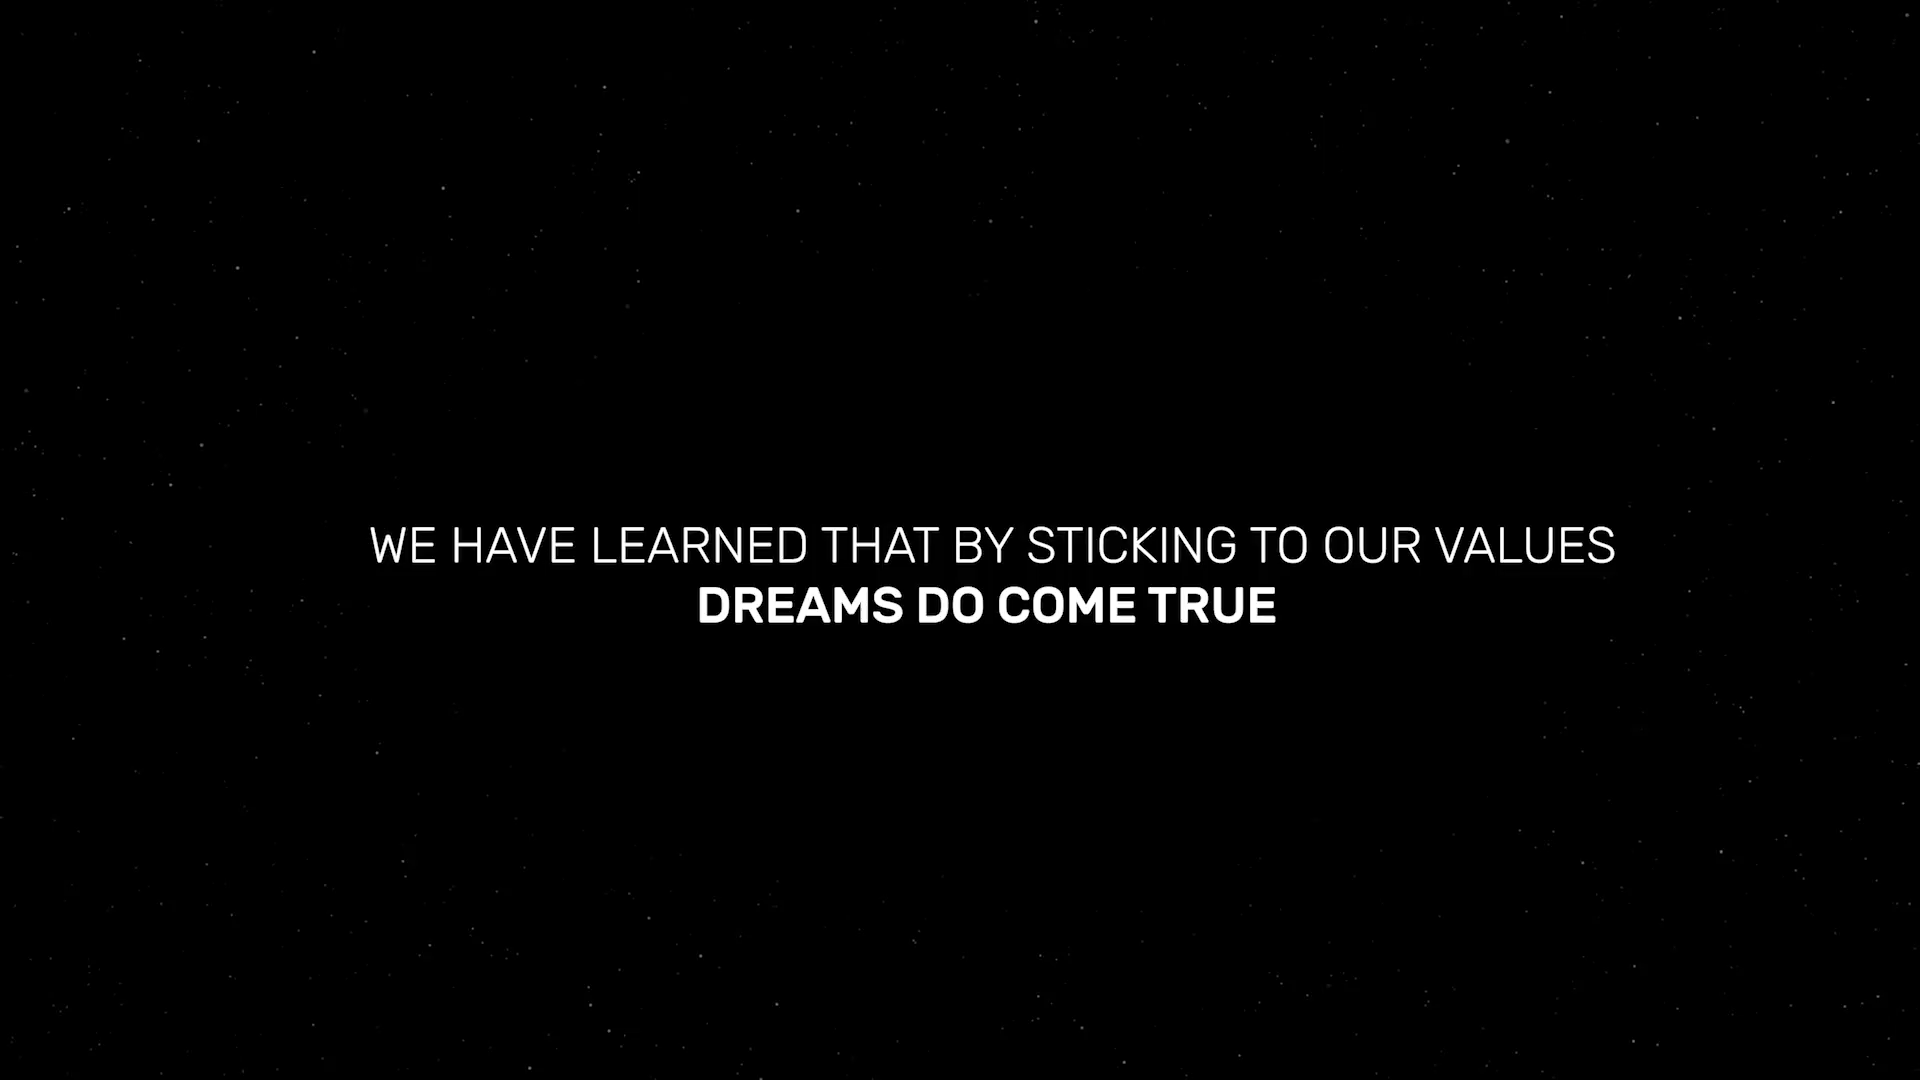 WE HAVE LEARNED THAT BY STICKING TO OUR VALUES
DREAMS DO COME TRUE